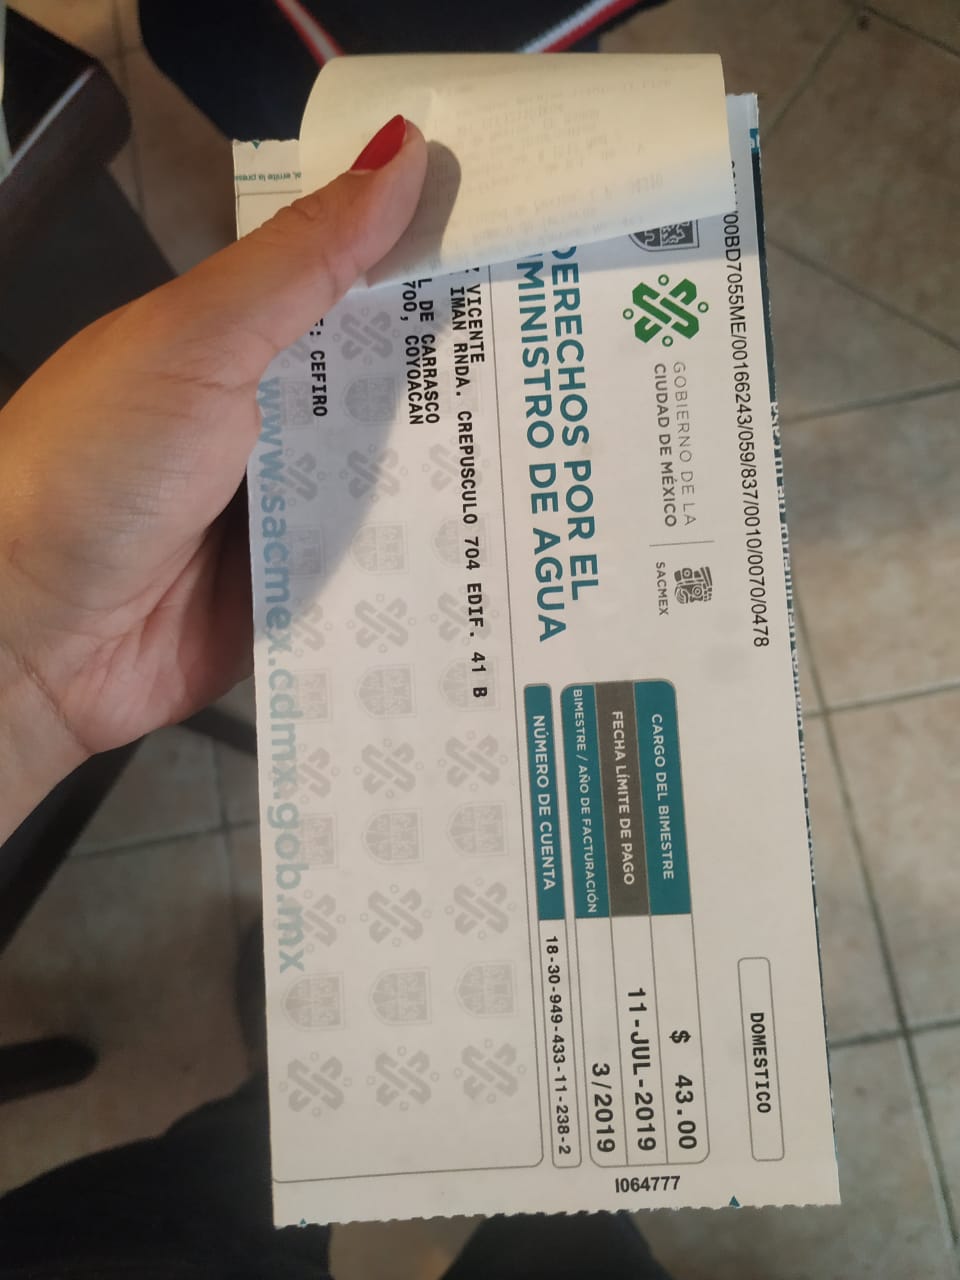 /00BD7055ME/00166243/059/837/0010/0070/0478
DOMESTICO
GOBIERNO DE LA
CIUDAD DE MÉXICO
SACMEX
CARGO DEL BIMESTRE $ 43.00
FECHA LÍMITE DE PAGO 11-JUL-2019
BIMESTRE / AÑO DE FACTURACIÓN 3/2019
NÚMERO DE CUENTA 18-30-949-433-11-238-2
I064777
DERECHOS POR EL
MINISTRO DE AGUA
VICENTE
IMAN RNDA. CREPUSCULO 704 EDIF. 41 B
L DE CARRASCO
700, COYOACAN
: CEFIRO
www.sacmex.cdmx.gob.mx